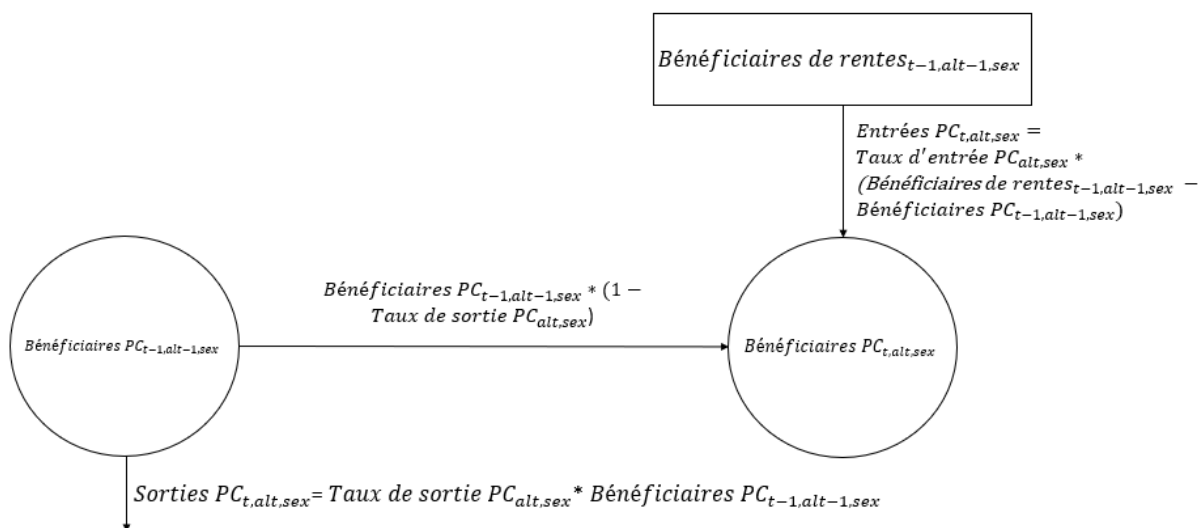 Bénéficiaires de rentes_{t−1,alt−1,sex}
Entrées PC_{t,alt,sex} =
Taux d'entrée PC_{alt,sex} *
(Bénéficiaires de rentes_{t−1,alt−1,sex} −
Bénéficiaires PC_{t−1,alt−1,sex})
Bénéficiaires PC_{t−1,alt−1,sex} * (1 −
Taux de sortie PC_{alt,sex})
Bénéficiaires PC_{t−1,alt−1,sex}
Bénéficiaires PC_{t,alt,sex}
Sorties PC_{t,alt,sex}= Taux de sortie PC_{alt,sex}* Bénéficiaires PC_{t−1,alt−1,sex}